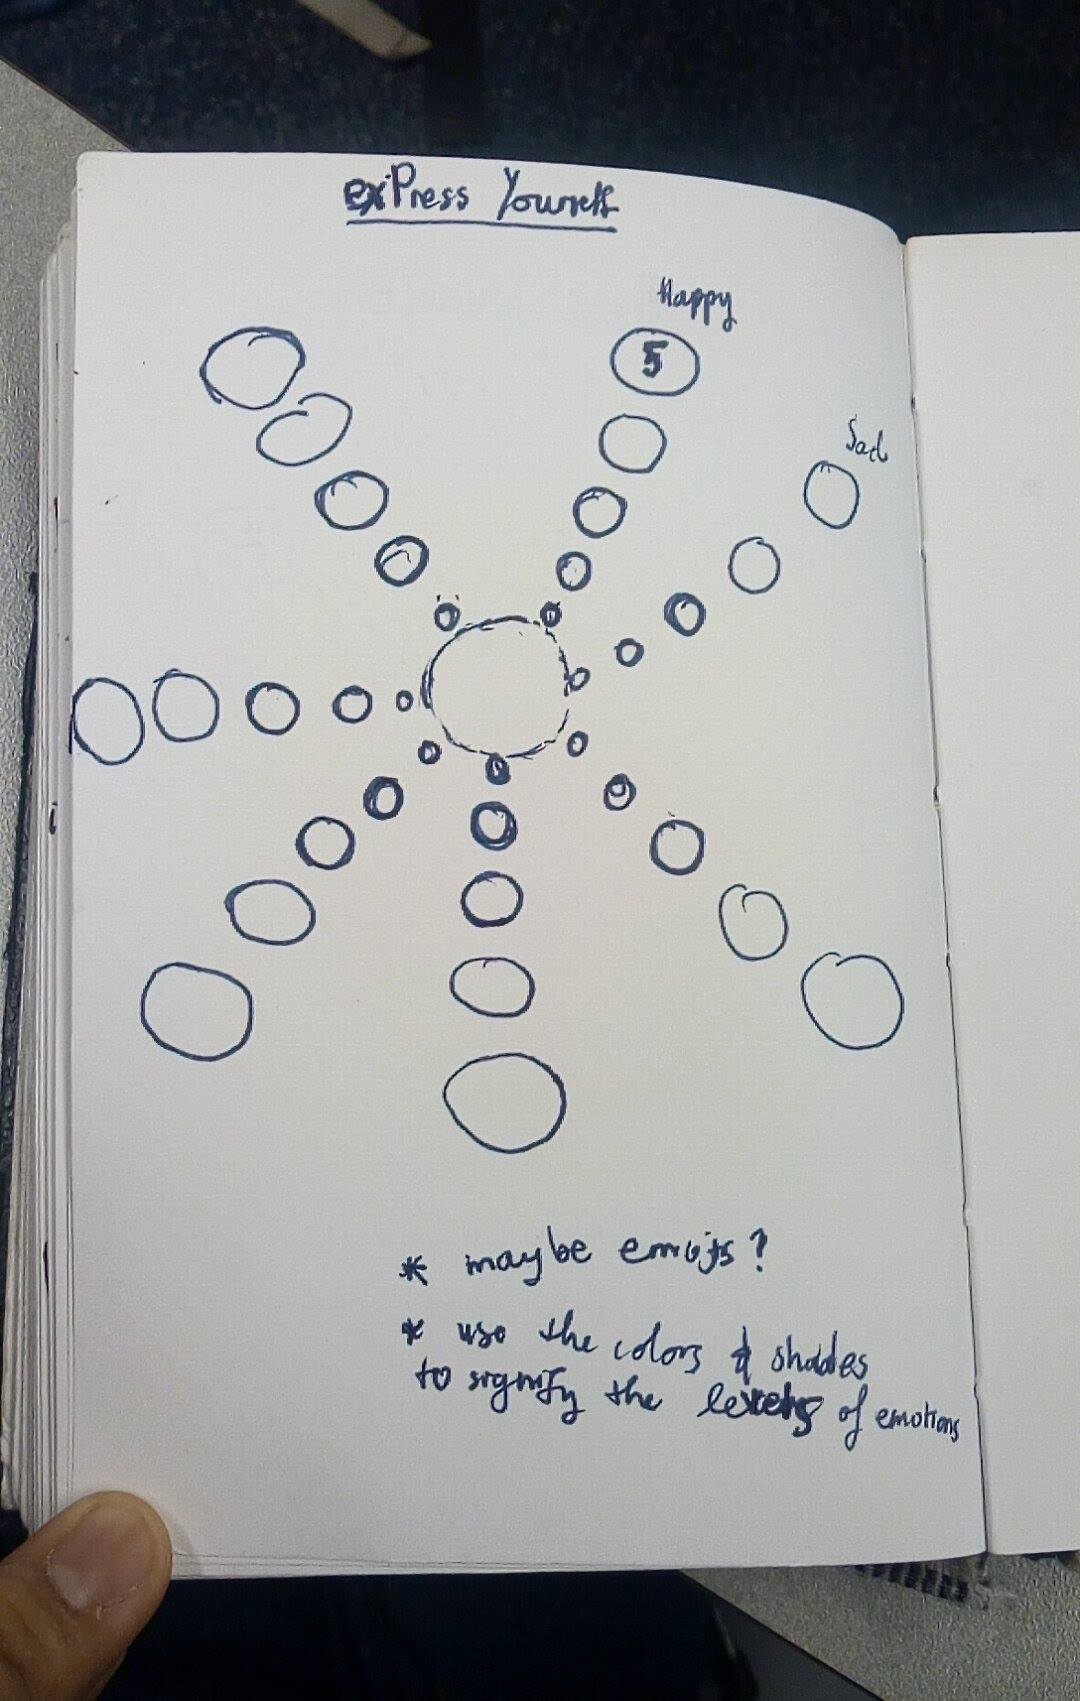 exPress Yourself
Happy
5
Sad
* maybe emojis?
* use the colors & shades
to signify the levels of emotions